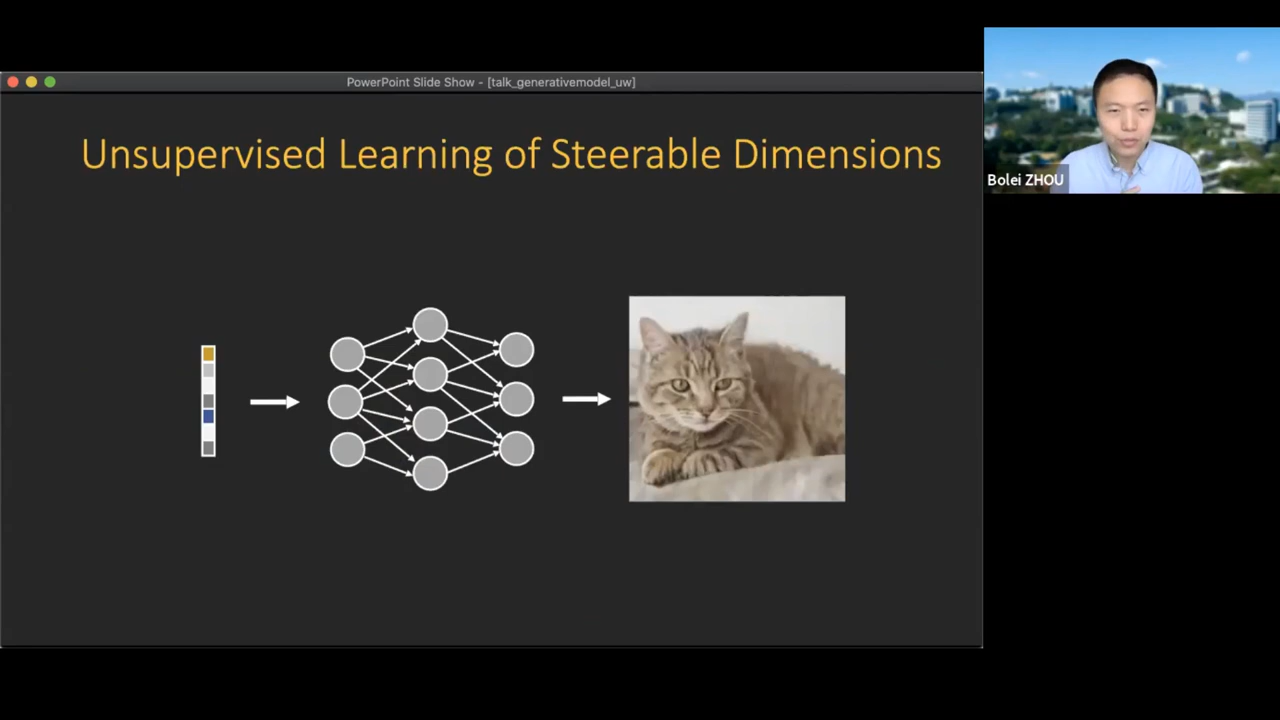 PowerPoint Slide Show - [talk_generativemodel_uw]
Unsupervised Learning of Steerable Dimensions
Bolei ZHOU